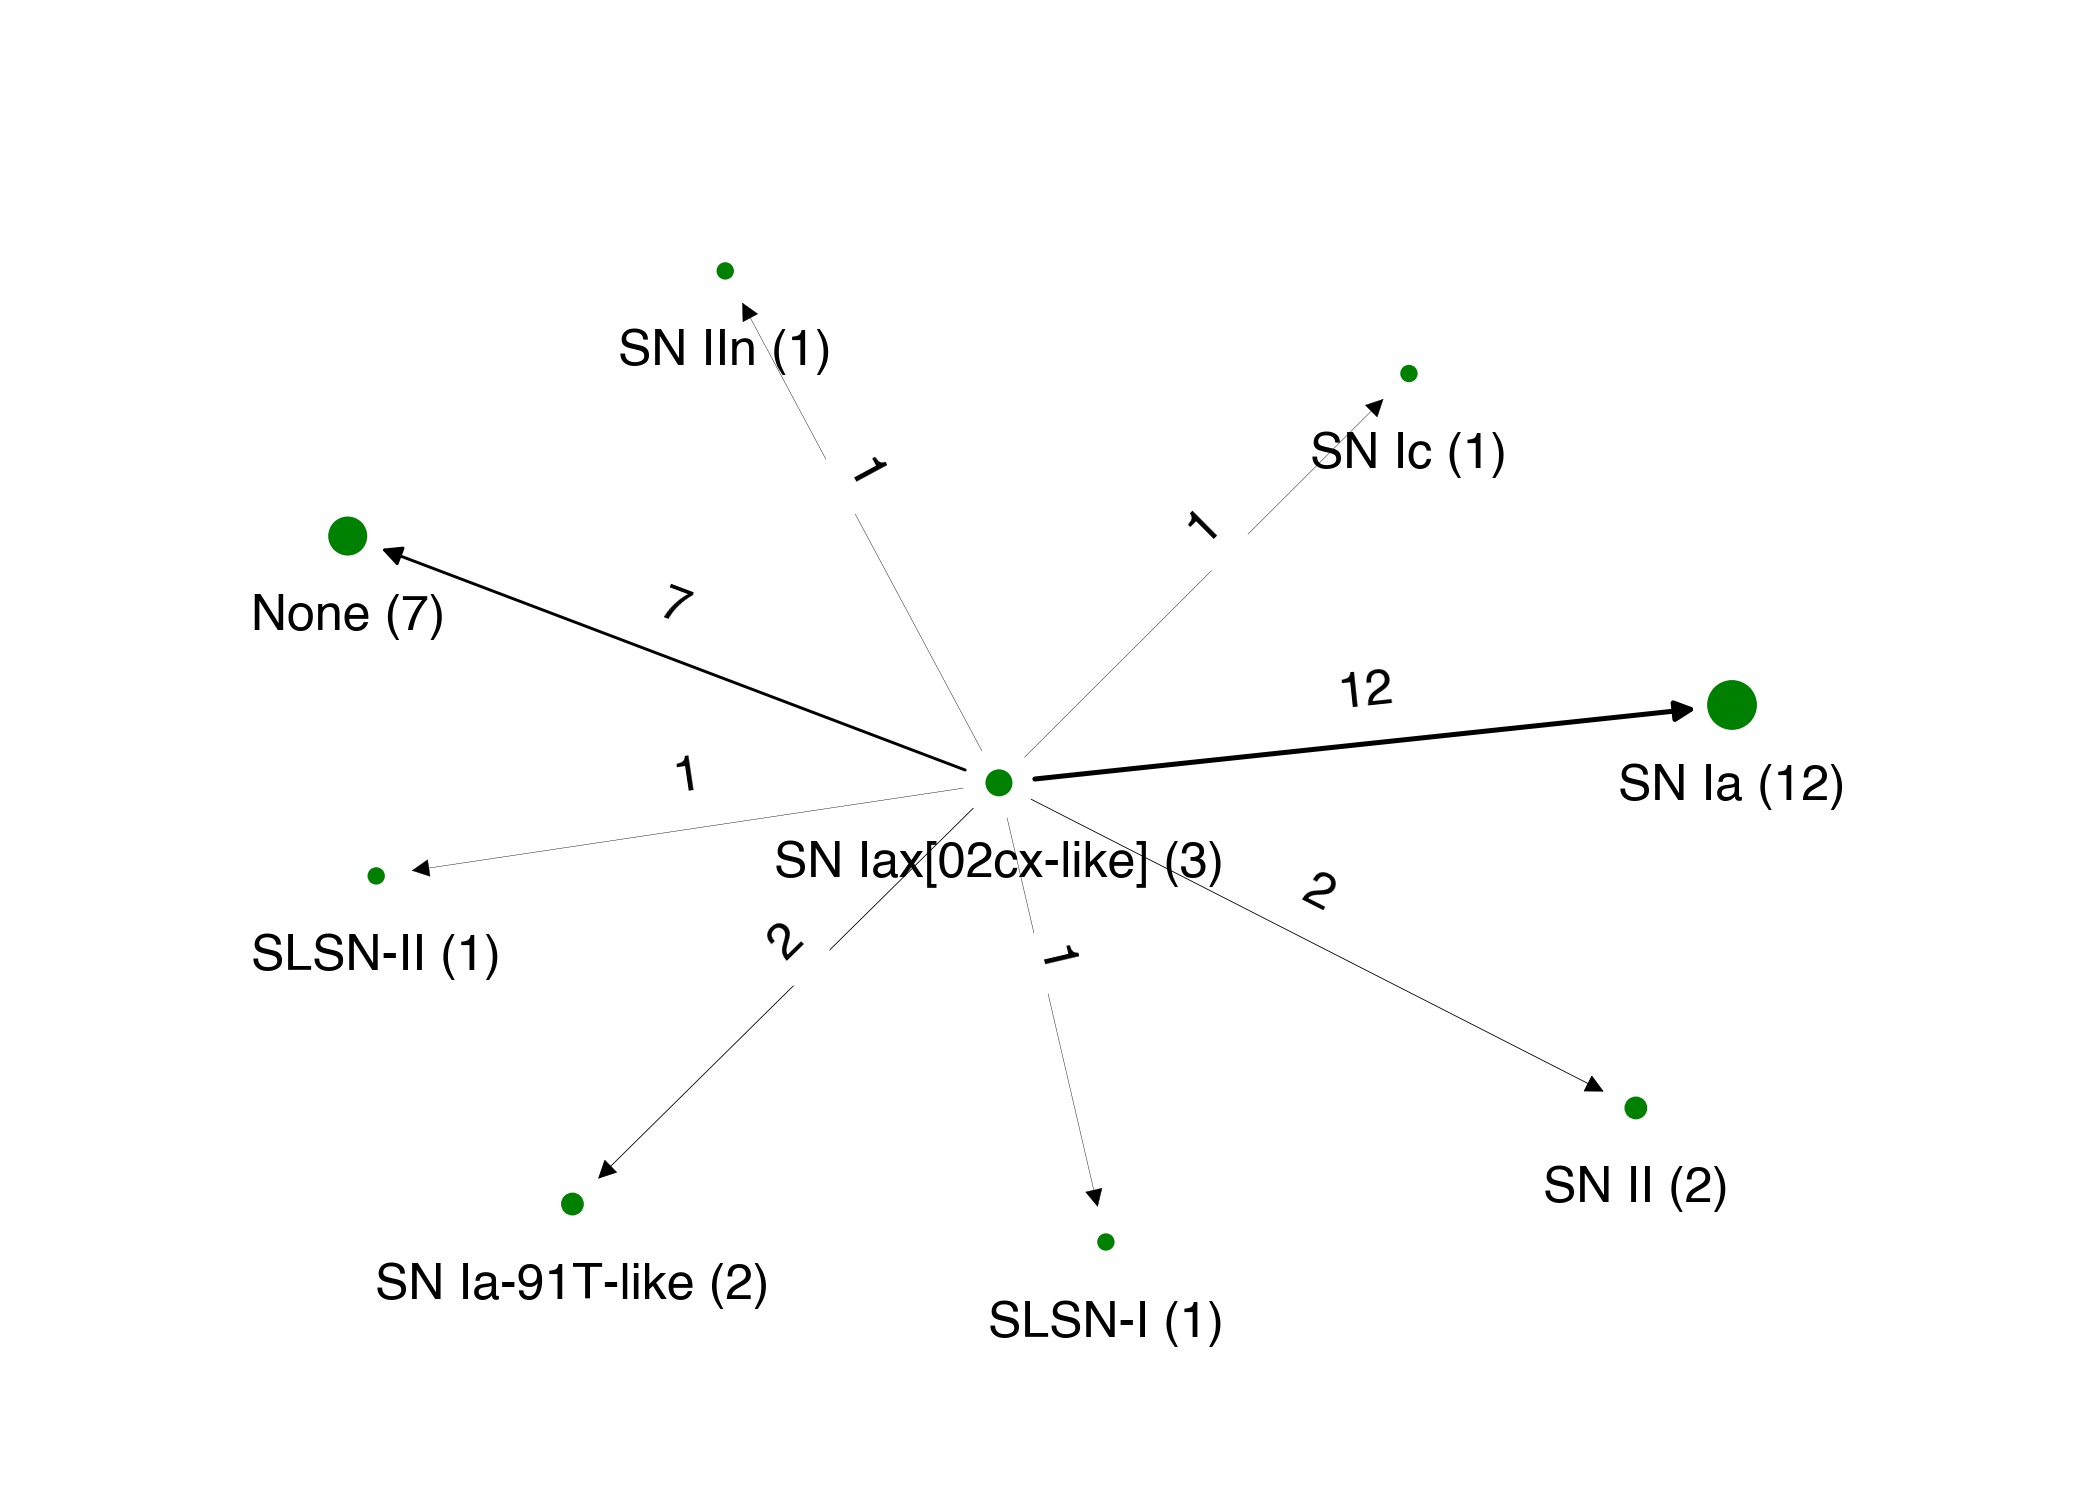 SN IIn (1)
1
SN Ic (1)
1
None (7)
7
12
SN Ia (12)
1
SN Iax[02cx-like] (3)
2
SLSN-II (1)
2
1
SN II (2)
SN Ia-91T-like (2)
SLSN-I (1)